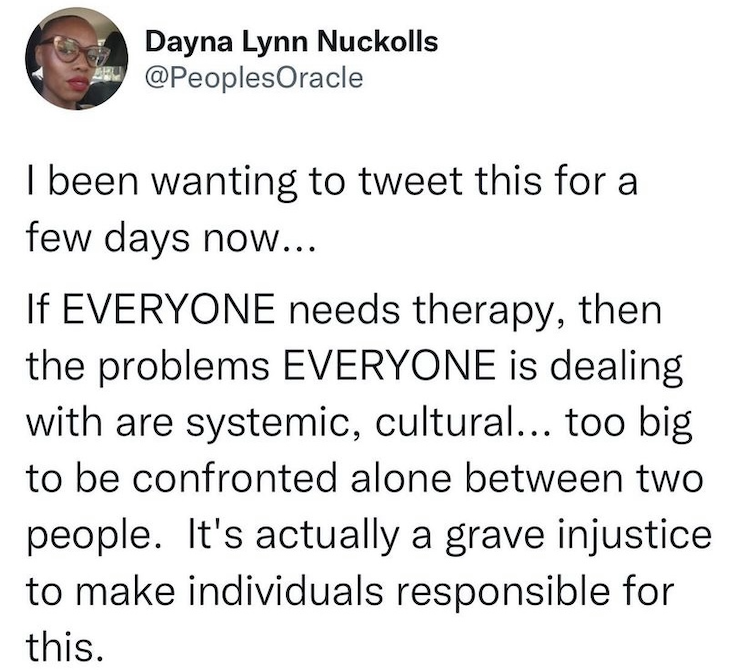 Dayna Lynn Nuckolls
@PeoplesOracle
I been wanting to tweet this for a
few days now...
If EVERYONE needs therapy, then
the problems EVERYONE is dealing
with are systemic, cultural... too big
to be confronted alone between two
people.  It's actually a grave injustice
to make individuals responsible for
this.